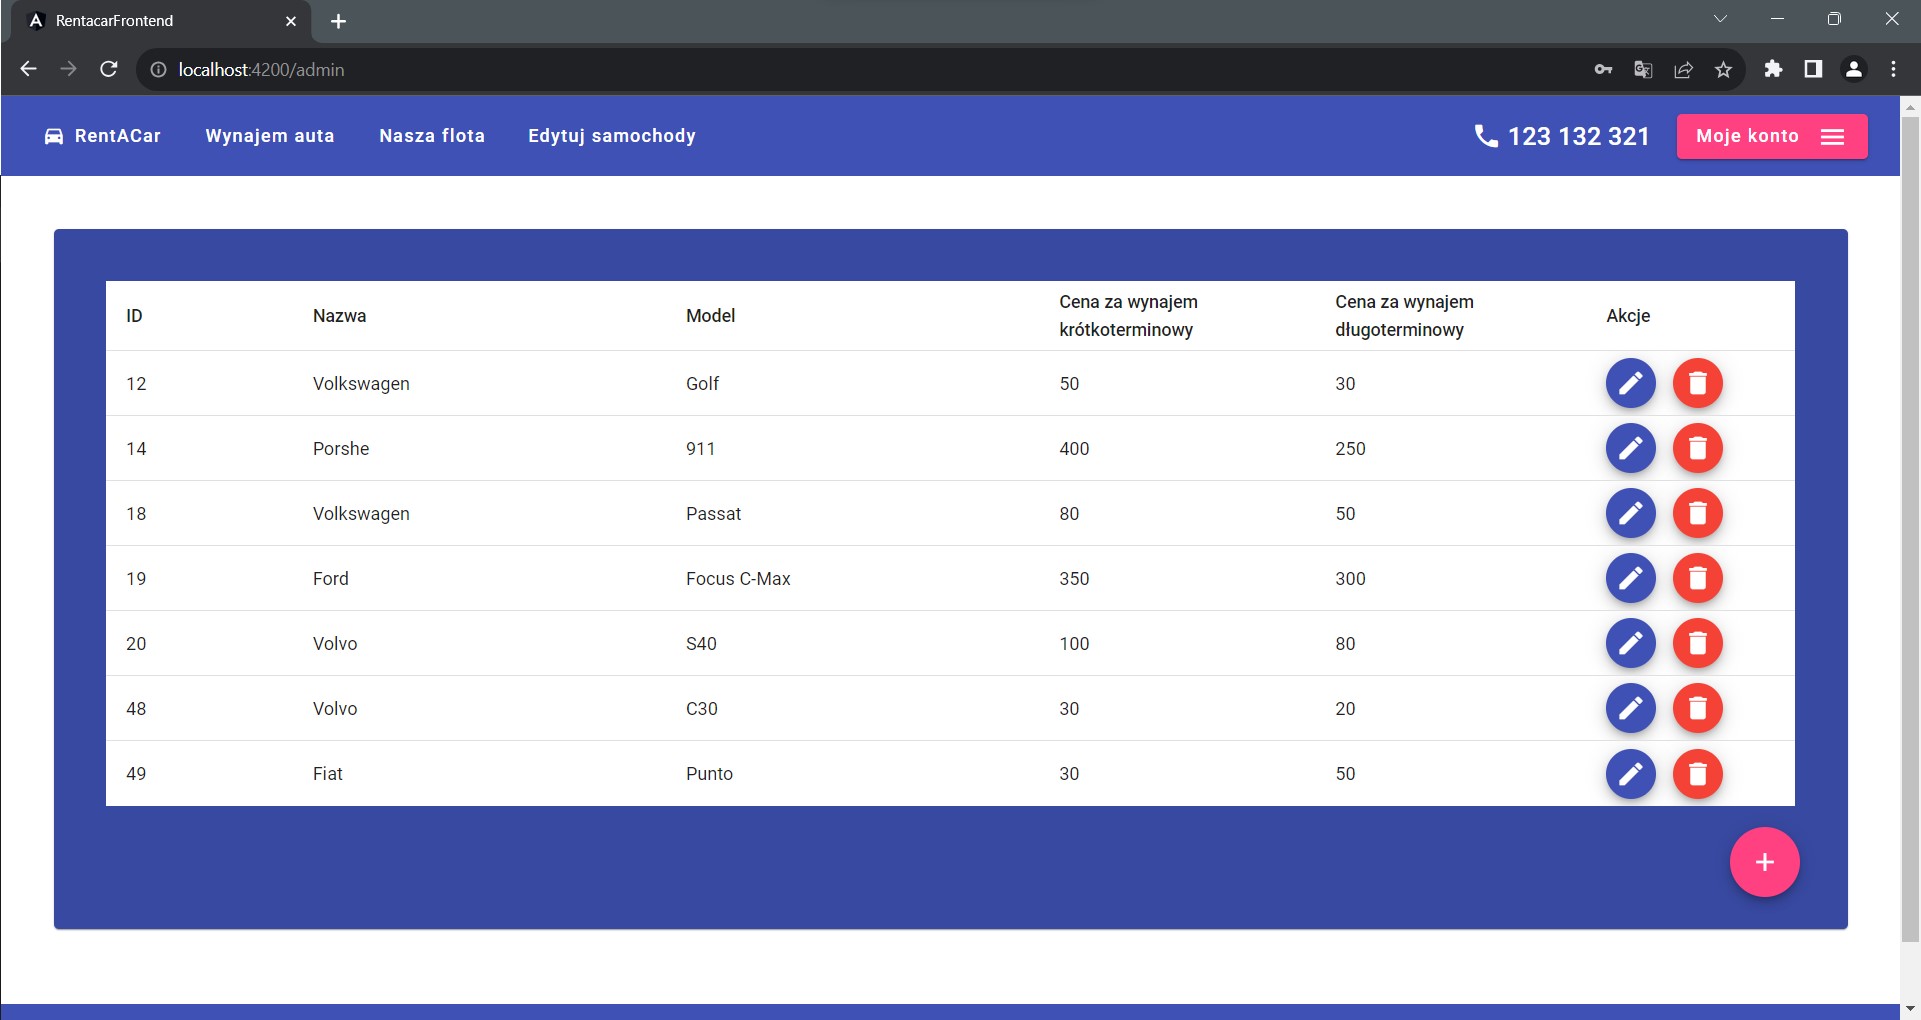 RentacarFrontend
localhost:4200/admin
RentACar Wynajem auta Nasza flota Edytuj samochody 123 132 321 Moje konto
ID Nazwa Model Cena za wynajem krótkoterminowy Cena za wynajem długoterminowy Akcje
12 Volkswagen Golf 50 30
14 Porshe 911 400 250
18 Volkswagen Passat 80 50
19 Ford Focus C-Max 350 300
20 Volvo S40 100 80
48 Volvo C30 30 20
49 Fiat Punto 30 50